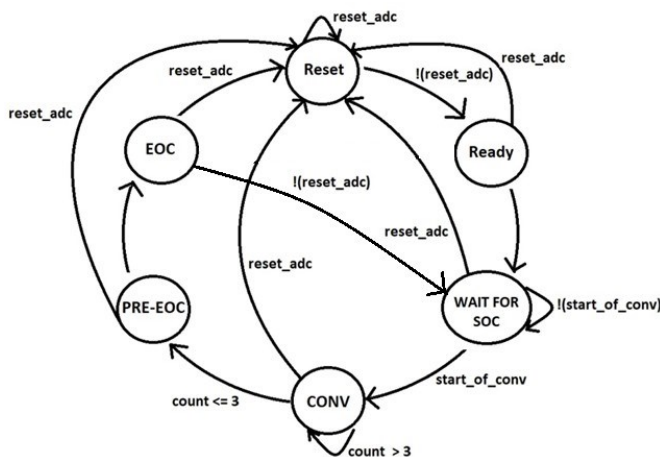 reset_adc
Reset
reset_adc
reset_adc
!(reset_adc)
reset_adc
EOC
Ready
!(reset_adc)
reset_adc
reset_adc
PRE-EOC
WAIT FOR
SOC
!(start_of_conv)
start_of_conv
count <= 3
CONV
count > 3